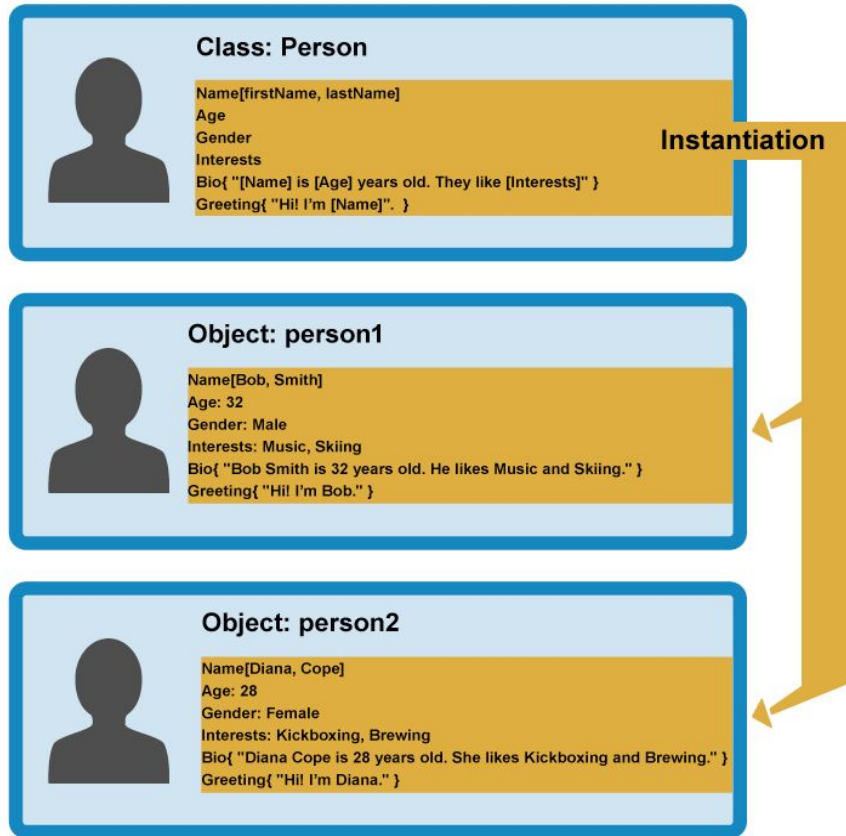 Class: Person
Name[firstName, lastName]
Age
Gender
Interests
Bio{ "[Name] is [Age] years old. They like [Interests]" }
Greeting{ "Hi! I'm [Name]".  }
Instantiation
Object: person1
Name[Bob, Smith]
Age: 32
Gender: Male
Interests: Music, Skiing
Bio{ "Bob Smith is 32 years old. He likes Music and Skiing." }
Greeting{ "Hi! I'm Bob." }
Object: person2
Name[Diana, Cope]
Age: 28
Gender: Female
Interests: Kickboxing, Brewing
Bio{ "Diana Cope is 28 years old. She likes Kickboxing and Brewing." }
Greeting{ "Hi! I'm Diana." }